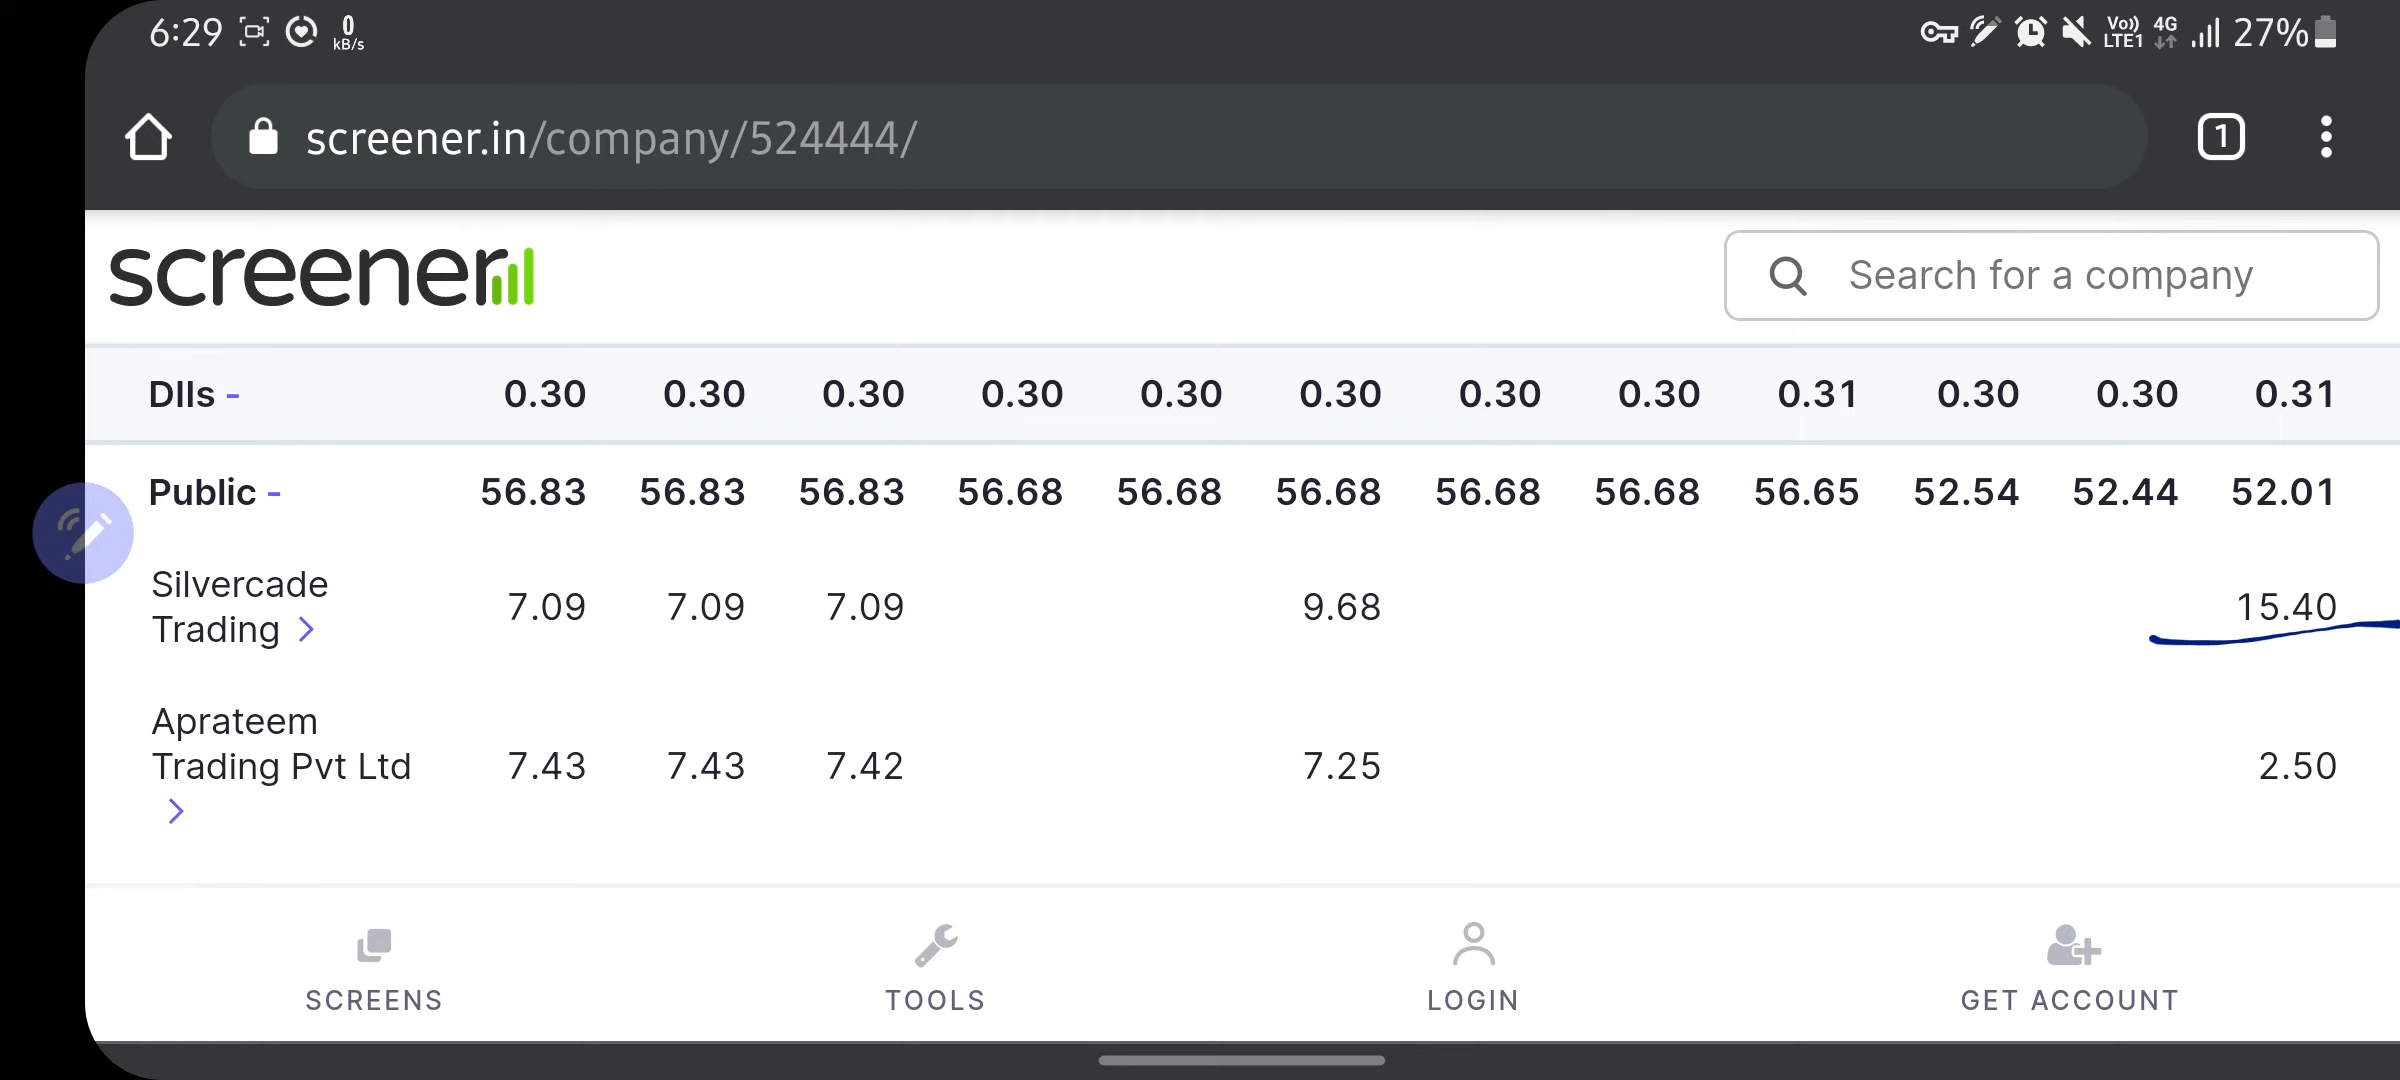 6:29 0 kB/s Vo)) LTE1 4G 27%
screener.in/company/524444/ 1
screener Search for a company
DIIs - 0.30 0.30 0.30 0.30 0.30 0.30 0.30 0.30 0.31 0.30 0.30 0.31
Public - 56.83 56.83 56.83 56.68 56.68 56.68 56.68 56.68 56.65 52.54 52.44 52.01
Silvercade
Trading 7.09 7.09 7.09 9.68 15.40
Aprateem
Trading Pvt Ltd 7.43 7.43 7.42 7.25 2.50
SCREENS TOOLS LOGIN GET ACCOUNT